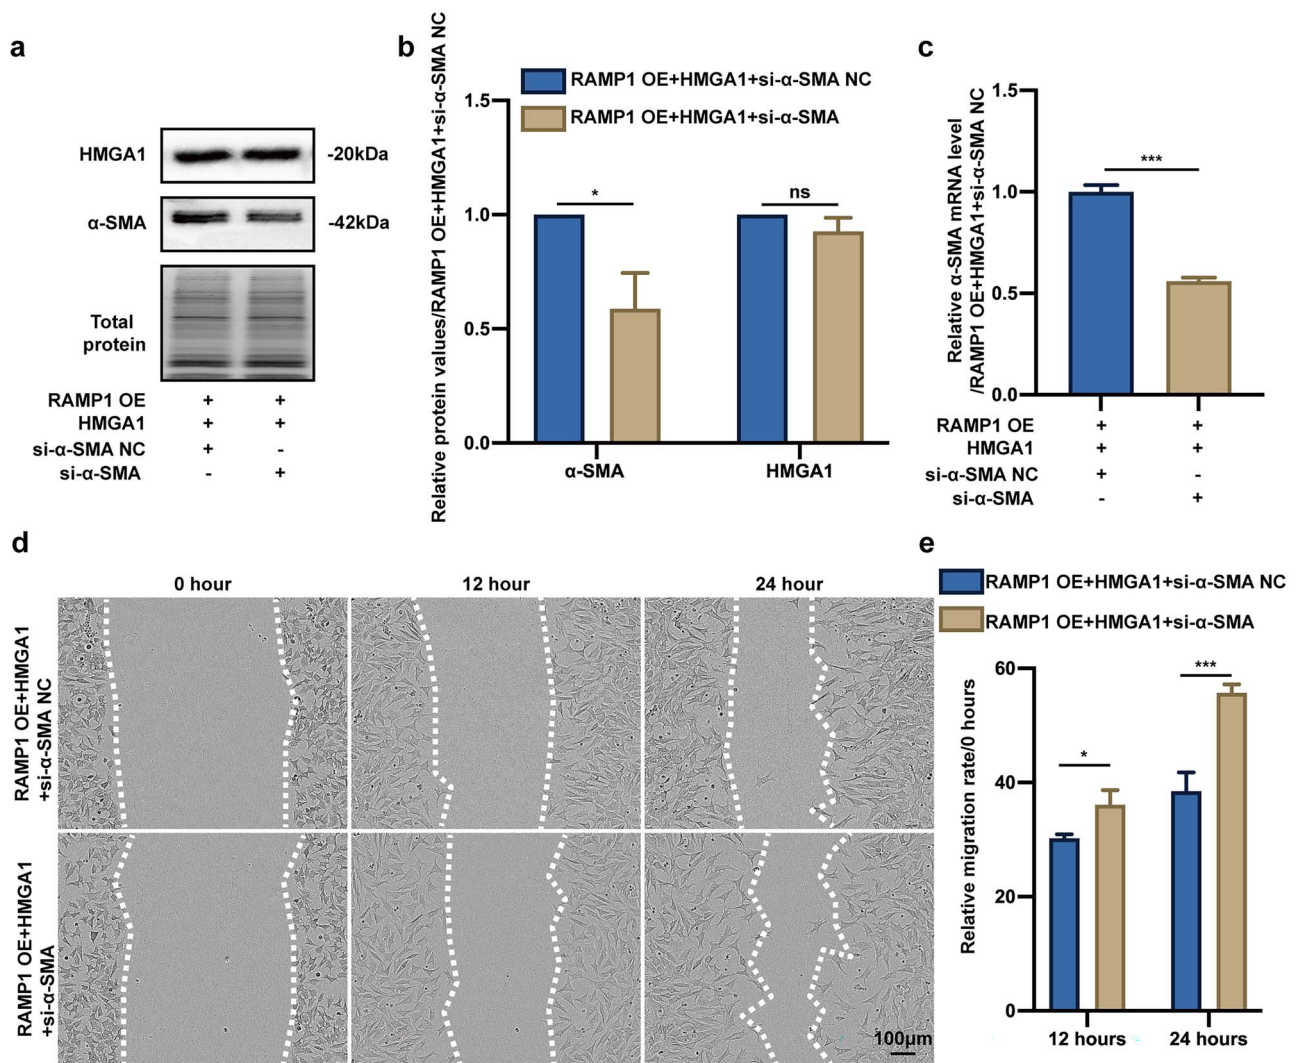 a
HMGA1
-20kDa
α-SMA
-42kDa
Total
protein
RAMP1 OE + +
HMGA1 + +
si-α-SMA NC + -
si-α-SMA - +
b
Relative protein values/RAMP1 OE+HMGA1+si-α-SMA NC
RAMP1 OE+HMGA1+si-α-SMA NC
RAMP1 OE+HMGA1+si-α-SMA
1.5
1.0
0.5
0.0
*
ns
α-SMA
HMGA1
c
Relative α-SMA mRNA level
/RAMP1 OE+HMGA1+si-α-SMA NC
1.5
1.0
0.5
0.0
***
RAMP1 OE + +
HMGA1 + +
si-α-SMA NC + -
si-α-SMA - +
d
0 hour
12 hour
24 hour
RAMP1 OE+HMGA1
+si-α-SMA NC
RAMP1 OE+HMGA1
+si-α-SMA
100μm
e
RAMP1 OE+HMGA1+si-α-SMA NC
RAMP1 OE+HMGA1+si-α-SMA
Relative migration rate/0 hours
60
40
20
0
*
***
12 hours
24 hours